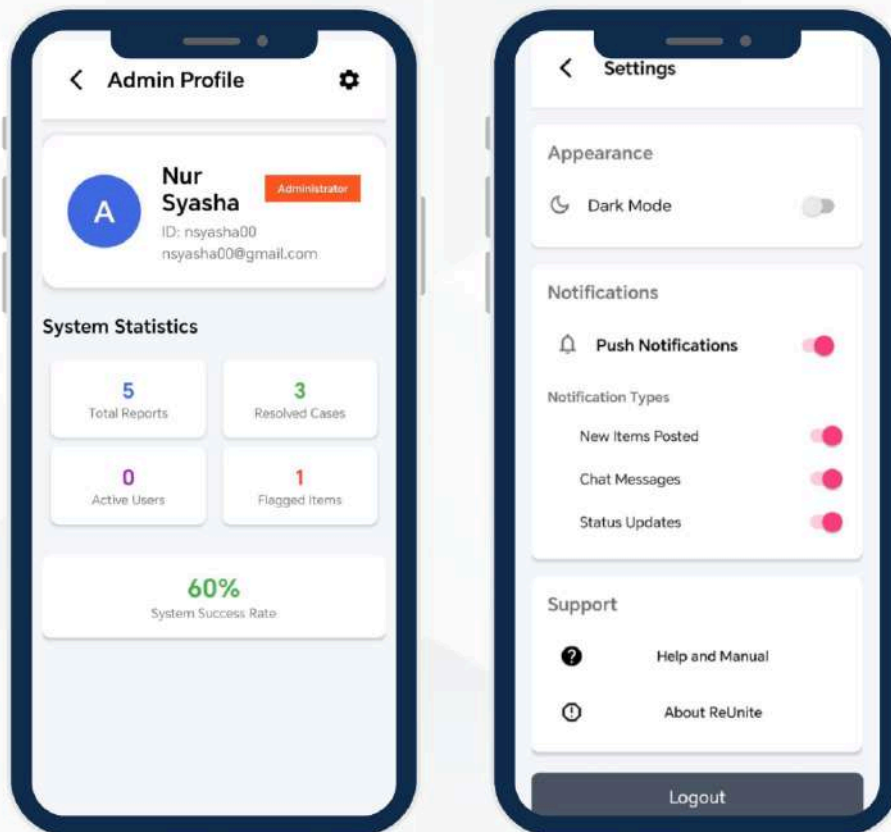 Admin Profile
A
Nur
Syasha
Administrator
ID: nsyasha00
nsyasha00@gmail.com
System Statistics
5
Total Reports
3
Resolved Cases
0
Active Users
1
Flagged Items
60%
System Success Rate
Settings
Appearance
Dark Mode
Notifications
Push Notifications
Notification Types
New Items Posted
Chat Messages
Status Updates
Support
Help and Manual
About ReUnite
Logout